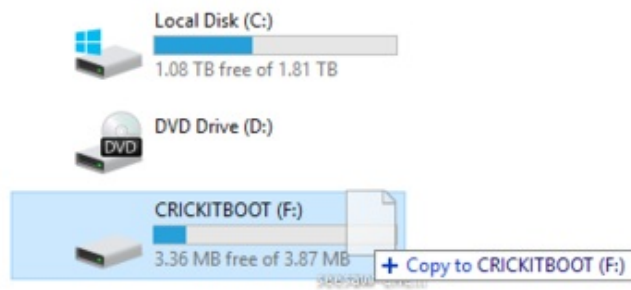 Local Disk (C:)
1.08 TB free of 1.81 TB
DVD Drive (D:)
DVD
CRICKITBOOT (F:)
3.36 MB free of 3.87 MB
+ Copy to CRICKITBOOT (F:)